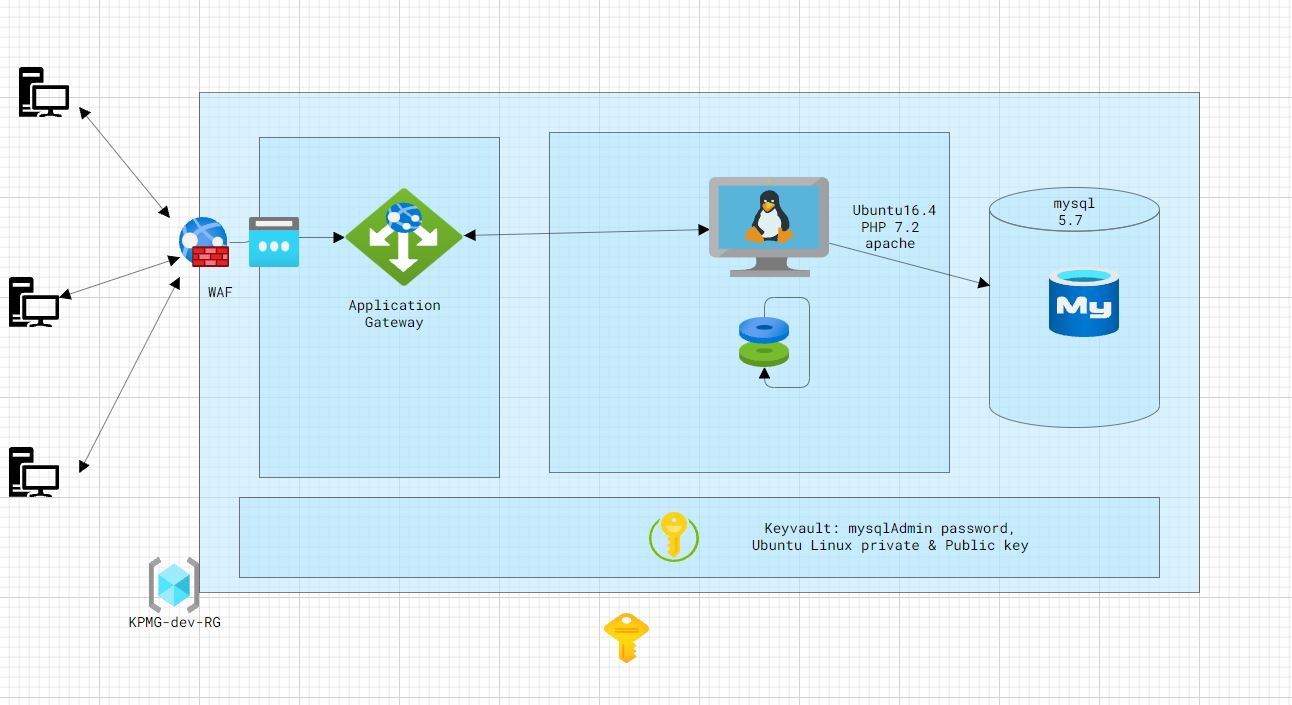 WAF
Application
Gateway
Ubuntu16.4
PHP 7.2
apache
mysql
5.7
My
Keyvault: mysqlAdmin password,
Ubuntu Linux private & Public key
KPMG-dev-RG